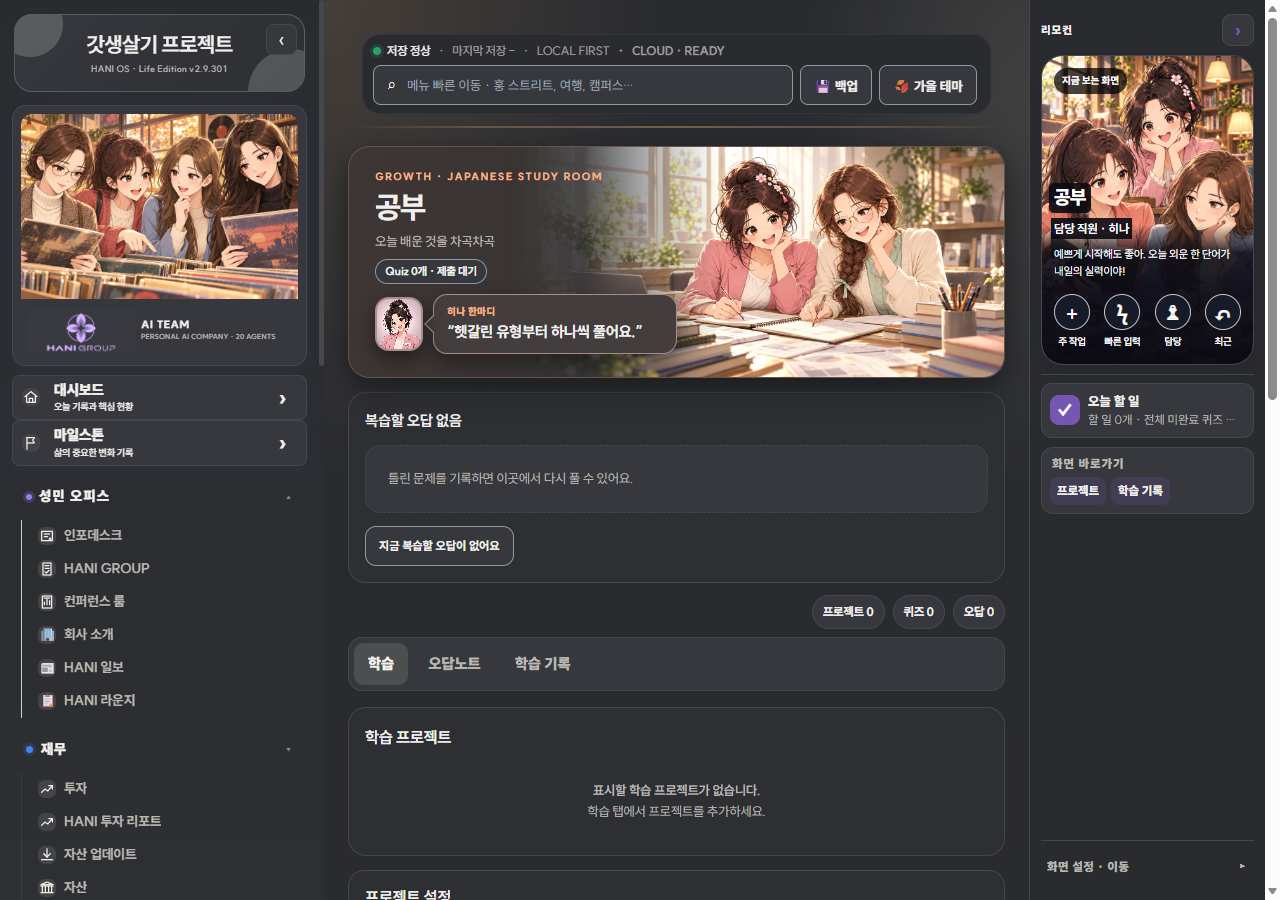 갓생살기 프로젝트
HANI OS · Life Edition v2.9.301
HANI GROUP
AI TEAM
PERSONAL AI COMPANY · 20 AGENTS
대시보드
오늘 기록과 핵심 현황
마일스톤
삶의 중요한 변화 기록
성민 오피스
인포데스크
HANI GROUP
컨퍼런스 룸
회사 소개
HANI 일보
HANI 라운지
재무
투자
HANI 투자 리포트
자산 업데이트
자산
저장 정상 · 마지막 저장 - · LOCAL FIRST · CLOUD · READY
메뉴 빠른 이동 · 홍 스트리트, 여행, 캠퍼스…
백업
가을 테마
GROWTH · JAPANESE STUDY ROOM
공부
오늘 배운 것을 차곡차곡
Quiz 0개 · 제출 대기
히나 한마디
“헷갈린 유형부터 하나씩 풀어요.”
복습할 오답 없음
틀린 문제를 기록하면 이곳에서 다시 풀 수 있어요.
지금 복습할 오답이 없어요
프로젝트 0
퀴즈 0
오답 0
학습
오답노트
학습 기록
학습 프로젝트
표시할 학습 프로젝트가 없습니다.
학습 탭에서 프로젝트를 추가하세요.
프로젝트 설정
리모컨
지금 보는 화면
공부
담당 직원 · 히나
예쁘게 시작해도 좋아. 오늘 외운 한 단어가
내일의 실력이야!
주 작업
빠른 입력
담당
최근
오늘 할 일
할 일 0개 · 전체 미완료 퀴즈 …
화면 바로가기
프로젝트
학습 기록
화면 설정 · 이동